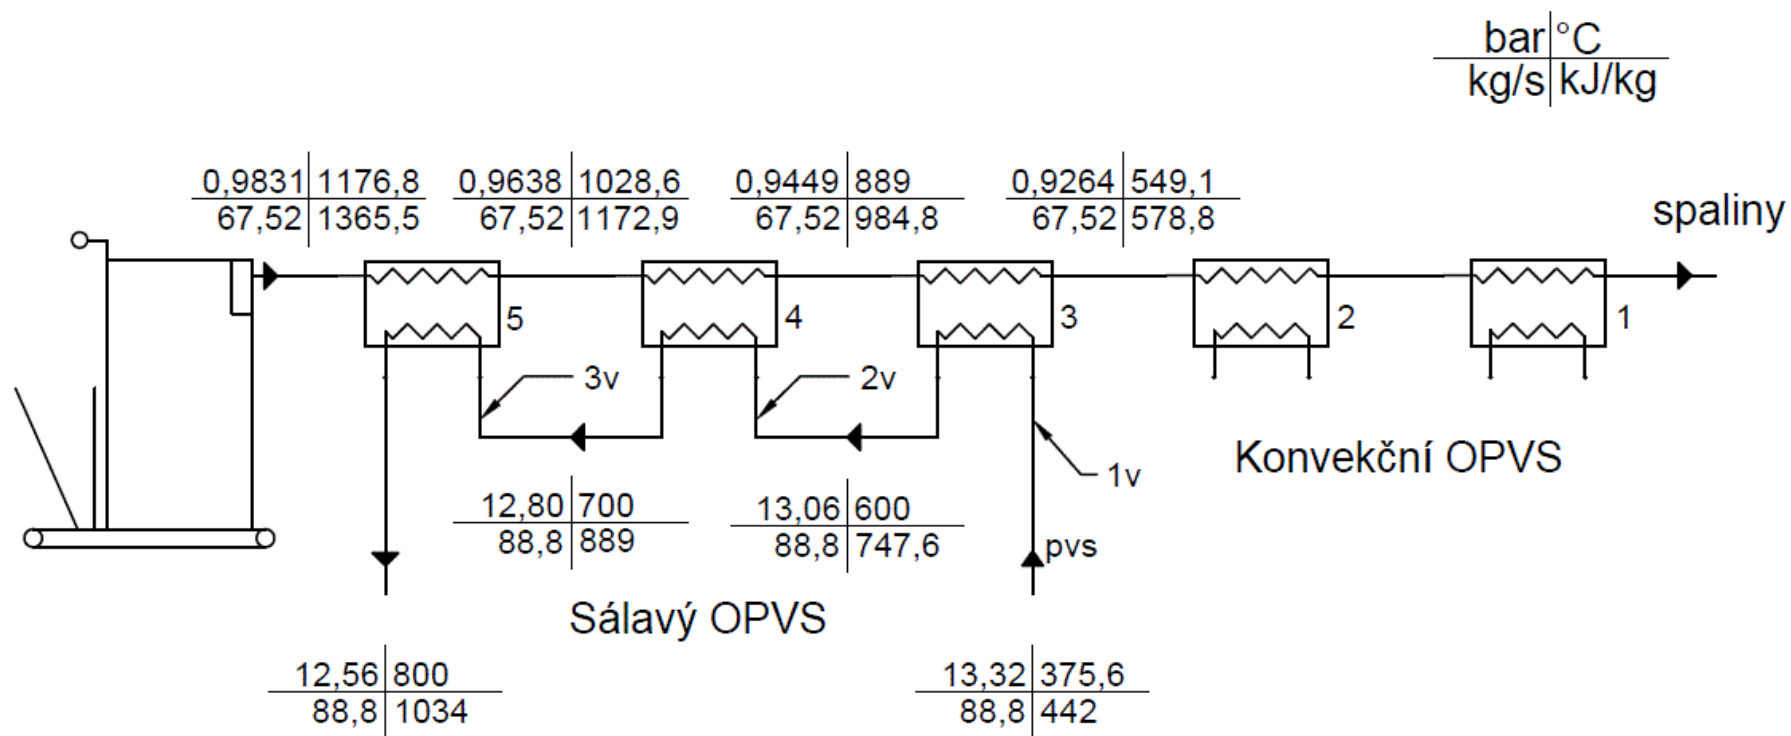 bar °C
kg/s kJ/kg
0,9831 1176,8
67,52 1365,5
0,9638 1028,6
67,52 1172,9
0,9449 889
67,52 984,8
0,9264 549,1
67,52 578,8
spaliny
5
4
3
2
1
3v
2v
1v
Konvekční OPVS
12,80 700
88,8 889
13,06 600
88,8 747,6
pvs
Sálavý OPVS
12,56 800
88,8 1034
13,32 375,6
88,8 442